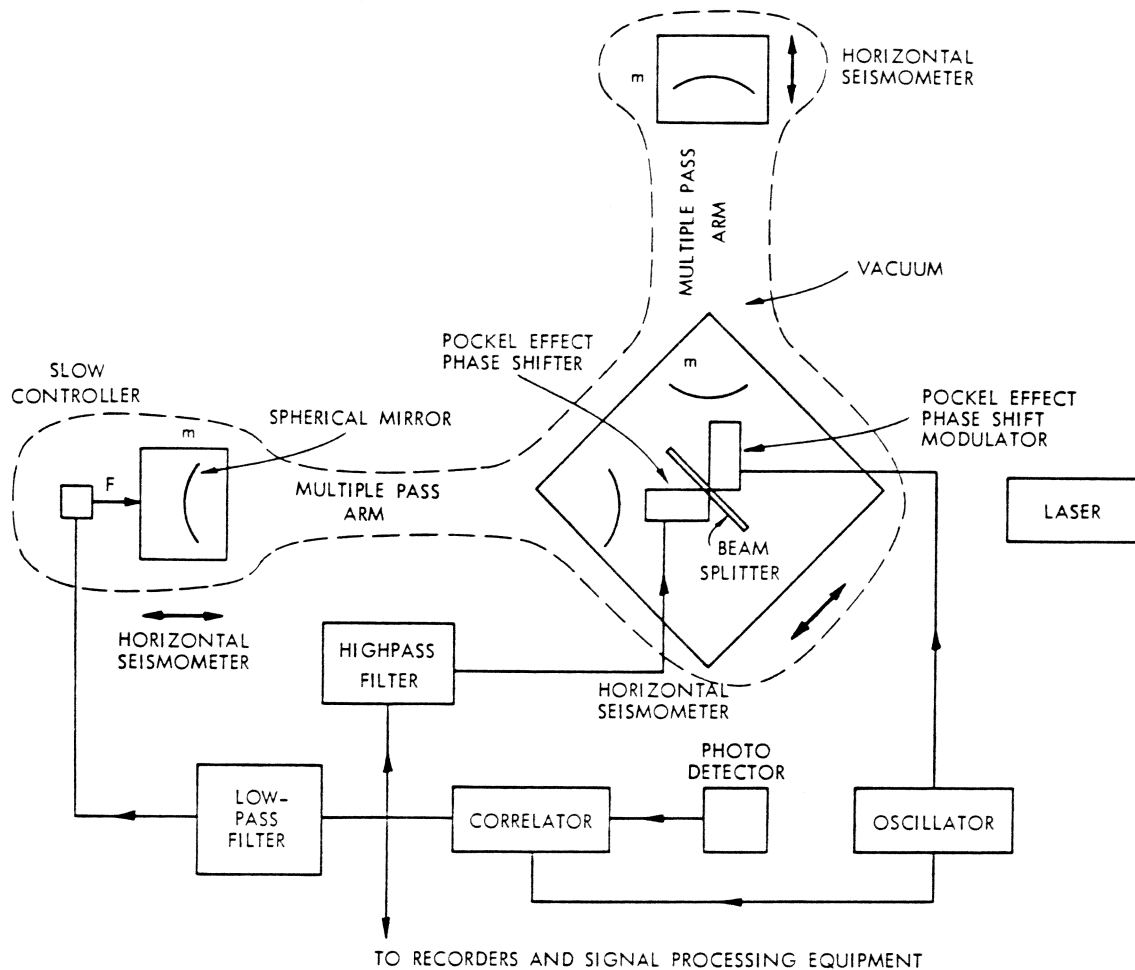 m
HORIZONTAL
SEISMOMETER
MULTIPLE PASS
ARM
VACUUM
POCKEL EFFECT
PHASE SHIFTER
m
SLOW
CONTROLLER
SPHERICAL MIRROR
POCKEL EFFECT
PHASE SHIFT
MODULATOR
m
F
MULTIPLE PASS
ARM
LASER
BEAM
SPLITTER
HORIZONTAL
SEISMOMETER
HIGHPASS
FILTER
HORIZONTAL
SEISMOMETER
PHOTO
DETECTOR
LOW-
PASS
FILTER
CORRELATOR
OSCILLATOR
TO RECORDERS AND SIGNAL PROCESSING EQUIPMENT